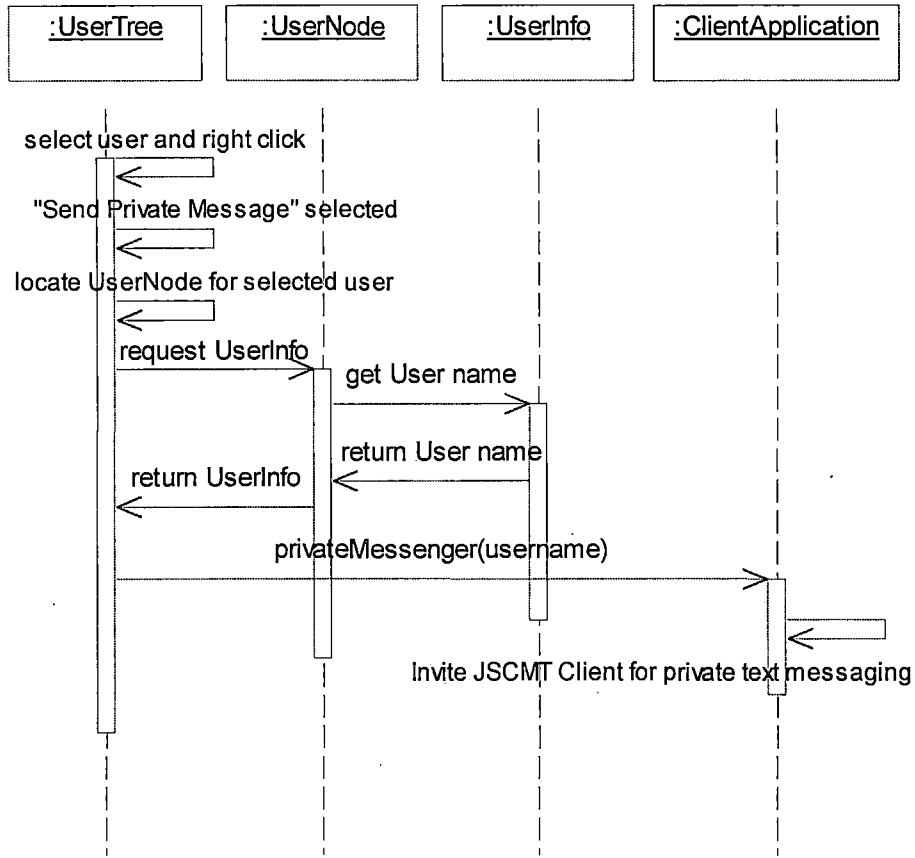 :UserTree
:UserNode
:UserInfo
:ClientApplication
select user and right click
"Send Private Message" selected
locate UserNode for selected user
request UserInfo
get User name
return User name
return UserInfo
privateMessenger(username)
Invite JSCMT Client for private text messaging